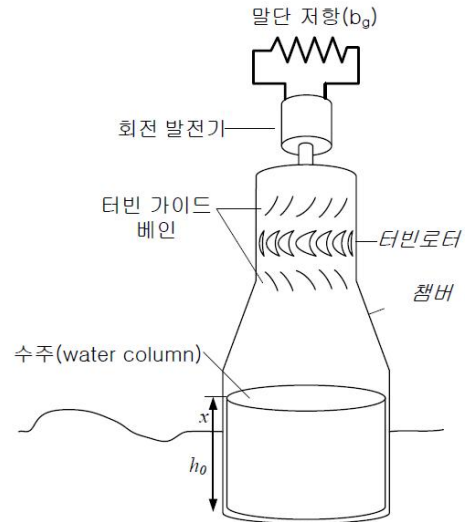 말단 저항(bg)
회전 발전기
터빈 가이드
베인
터빈로터
챔버
수주(water column)
x
h0